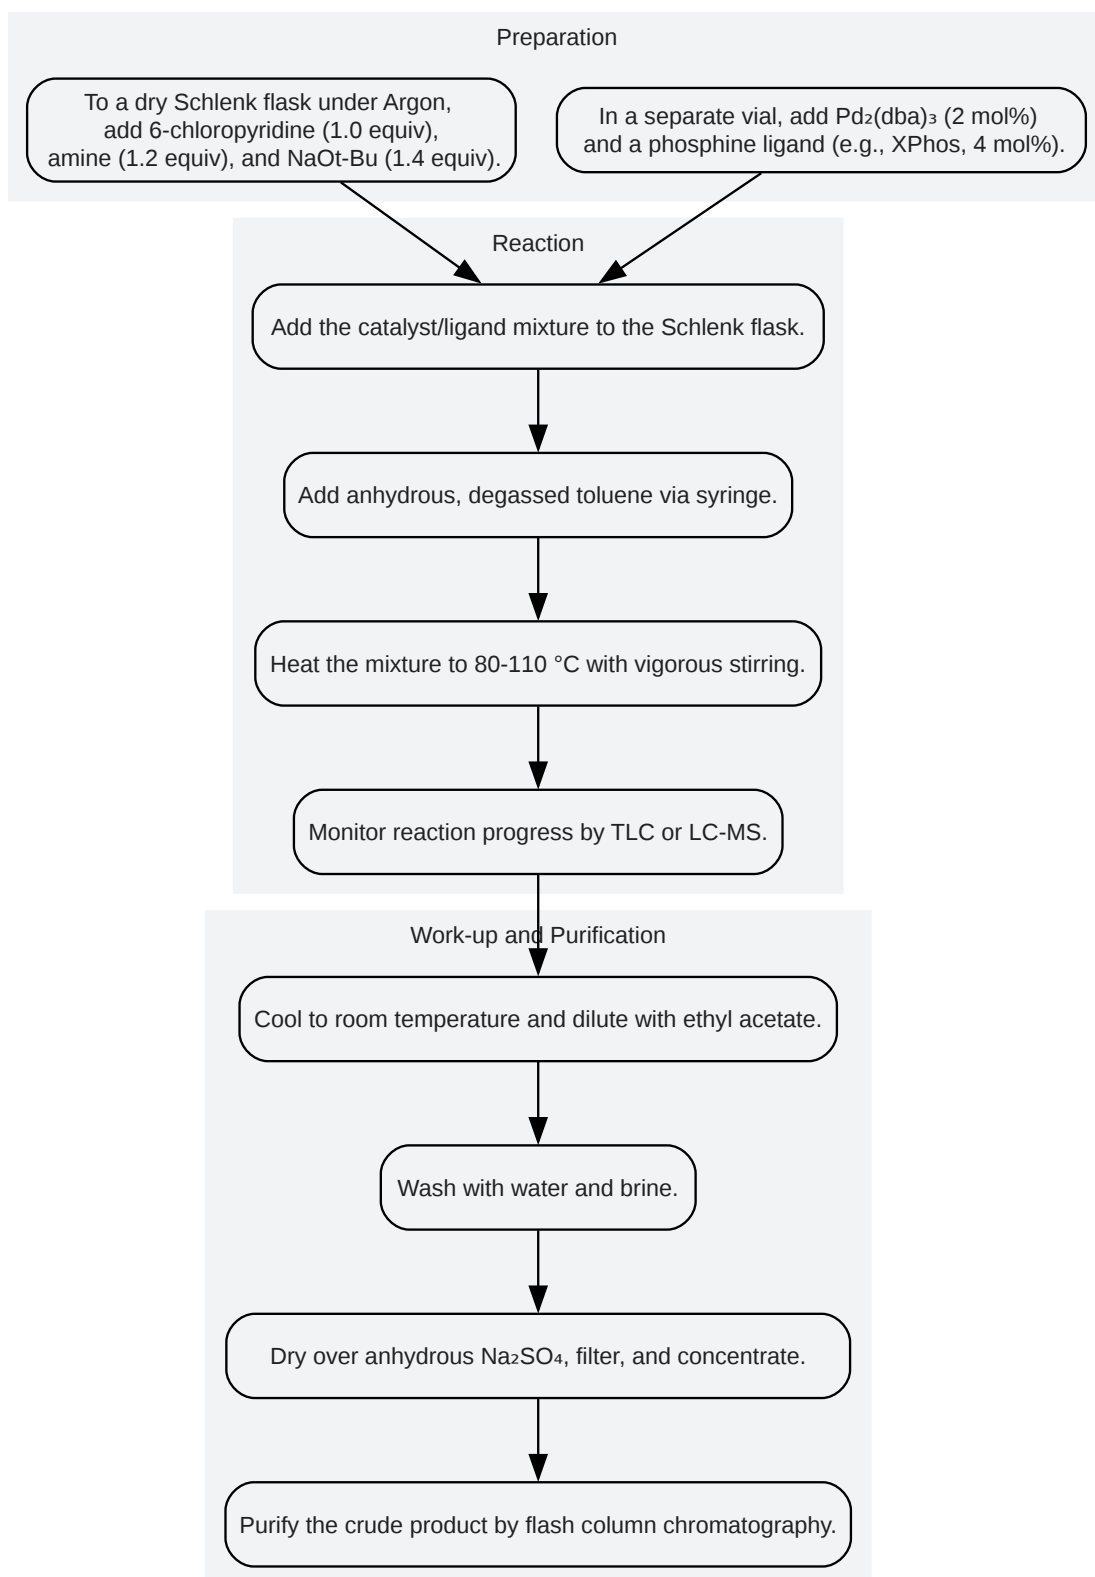 Preparation
To a dry Schlenk flask under Argon,
add 6-chloropyridine (1.0 equiv),
amine (1.2 equiv), and NaOt-Bu (1.4 equiv).
In a separate vial, add Pd₂(dba)₃ (2 mol%)
and a phosphine ligand (e.g., XPhos, 4 mol%).
Reaction
Add the catalyst/ligand mixture to the Schlenk flask.
Add anhydrous, degassed toluene via syringe.
Heat the mixture to 80-110 °C with vigorous stirring.
Monitor reaction progress by TLC or LC-MS.
Work-up and Purification
Cool to room temperature and dilute with ethyl acetate.
Wash with water and brine.
Dry over anhydrous Na₂SO₄, filter, and concentrate.
Purify the crude product by flash column chromatography.